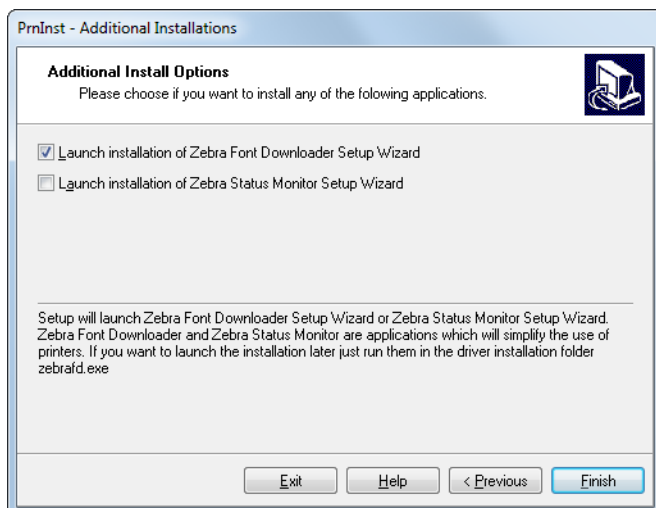 PrnInst - Additional Installations
Additional Install Options
Please choose if you want to install any of the folowing applications.
Launch installation of Zebra Font Downloader Setup Wizard
Launch installation of Zebra Status Monitor Setup Wizard
Setup will launch Zebra Font Downloader Setup Wizard or Zebra Status Monitor Setup Wizard.
Zebra Font Downloader and Zebra Status Monitor are applications which will simplify the use of
printers. If you want to launch the installation later just run them in the driver installation folder
zebrafd.exe
Exit Help < Previous Finish